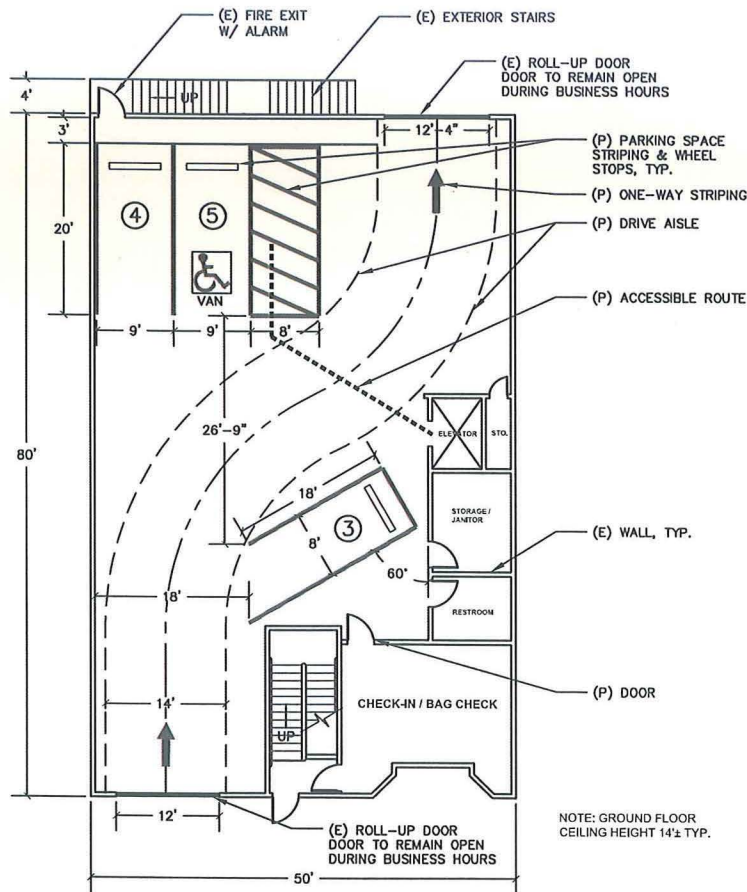 (E) FIRE EXIT
W/ ALARM
(E) EXTERIOR STAIRS
(E) ROLL-UP DOOR
DOOR TO REMAIN OPEN
DURING BUSINESS HOURS
4'
UP
3'
12'-4"
(P) PARKING SPACE
STRIPING & WHEEL
STOPS, TYP.
(P) ONE-WAY STRIPING
(P) DRIVE AISLE
20'
4
5
VAN
(P) ACCESSIBLE ROUTE
9'
9'
8'
26'-9"
80'
ELEVATOR
STO.
18'
STORAGE /
JANITOR
3
8'
(E) WALL, TYP.
60'
18'
RESTROOM
(P) DOOR
14'
CHECK-IN / BAG CHECK
UP
12'
(E) ROLL-UP DOOR
DOOR TO REMAIN OPEN
DURING BUSINESS HOURS
NOTE: GROUND FLOOR
CEILING HEIGHT 14'± TYP.
50'